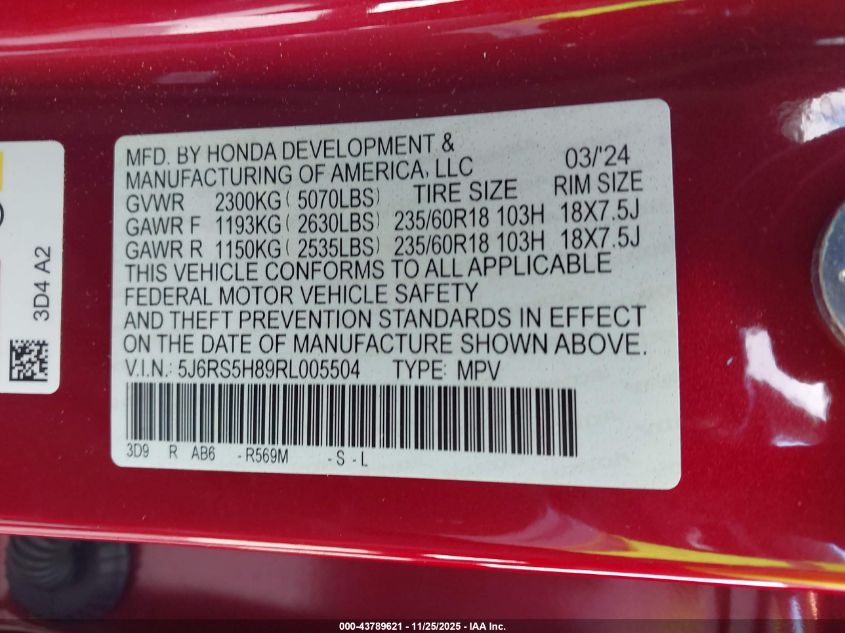 MFD. BY HONDA DEVELOPMENT &
MANUFACTURING OF AMERICA, LLC 03/'24
GVWR 2300KG( 5070LBS) TIRE SIZE RIM SIZE
GAWR F 1193KG( 2630LBS) 235/60R18 103H 18X7.5J
GAWR R 1150KG( 2535LBS) 235/60R18 103H 18X7.5J
THIS VEHICLE CONFORMS TO ALL APPLICABLE
FEDERAL MOTOR VEHICLE SAFETY
AND THEFT PREVENTION STANDARDS IN EFFECT
ON THE DATE OF MANUFACTURE SHOWN ABOVE.
V.I.N.: 5J6RS5H89RL005504 TYPE: MPV
3D9 R AB6 -R569M -S-L
3D4 A2
000-43789621 - 11/25/2025 - IAA Inc.